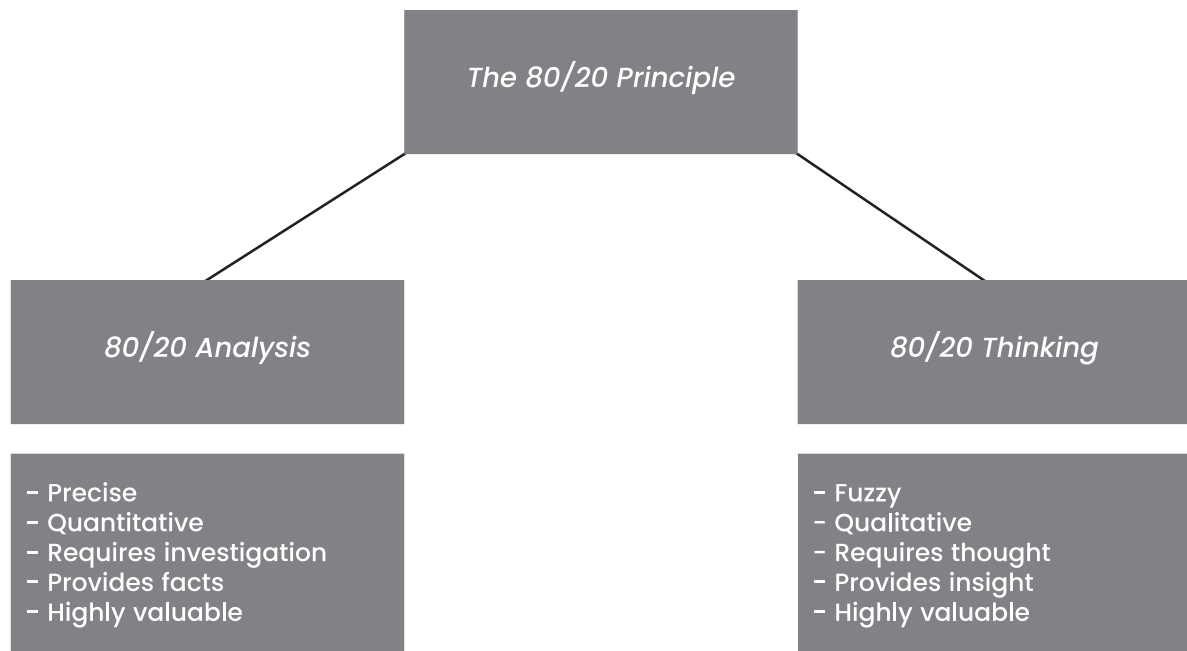 The 80/20 Principle
80/20 Analysis
80/20 Thinking
- Precise
- Quantitative
- Requires investigation
- Provides facts
- Highly valuable
- Fuzzy
- Qualitative
- Requires thought
- Provides insight
- Highly valuable